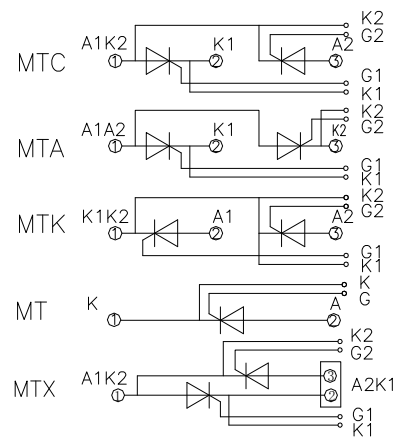 K2
G2
MTC A1K2 K1 A2
1 2 3
G1
K1
K2
G2
MTA A1A2 K1 K2
1 2 3
G1
K1
K2
G2
MTK K1K2 A1 A2
1 2 3
G1
K1
K
G
MT K A
1 2
K2
G2
MTX A1K2 3 A2K1
1 2
G1
K1